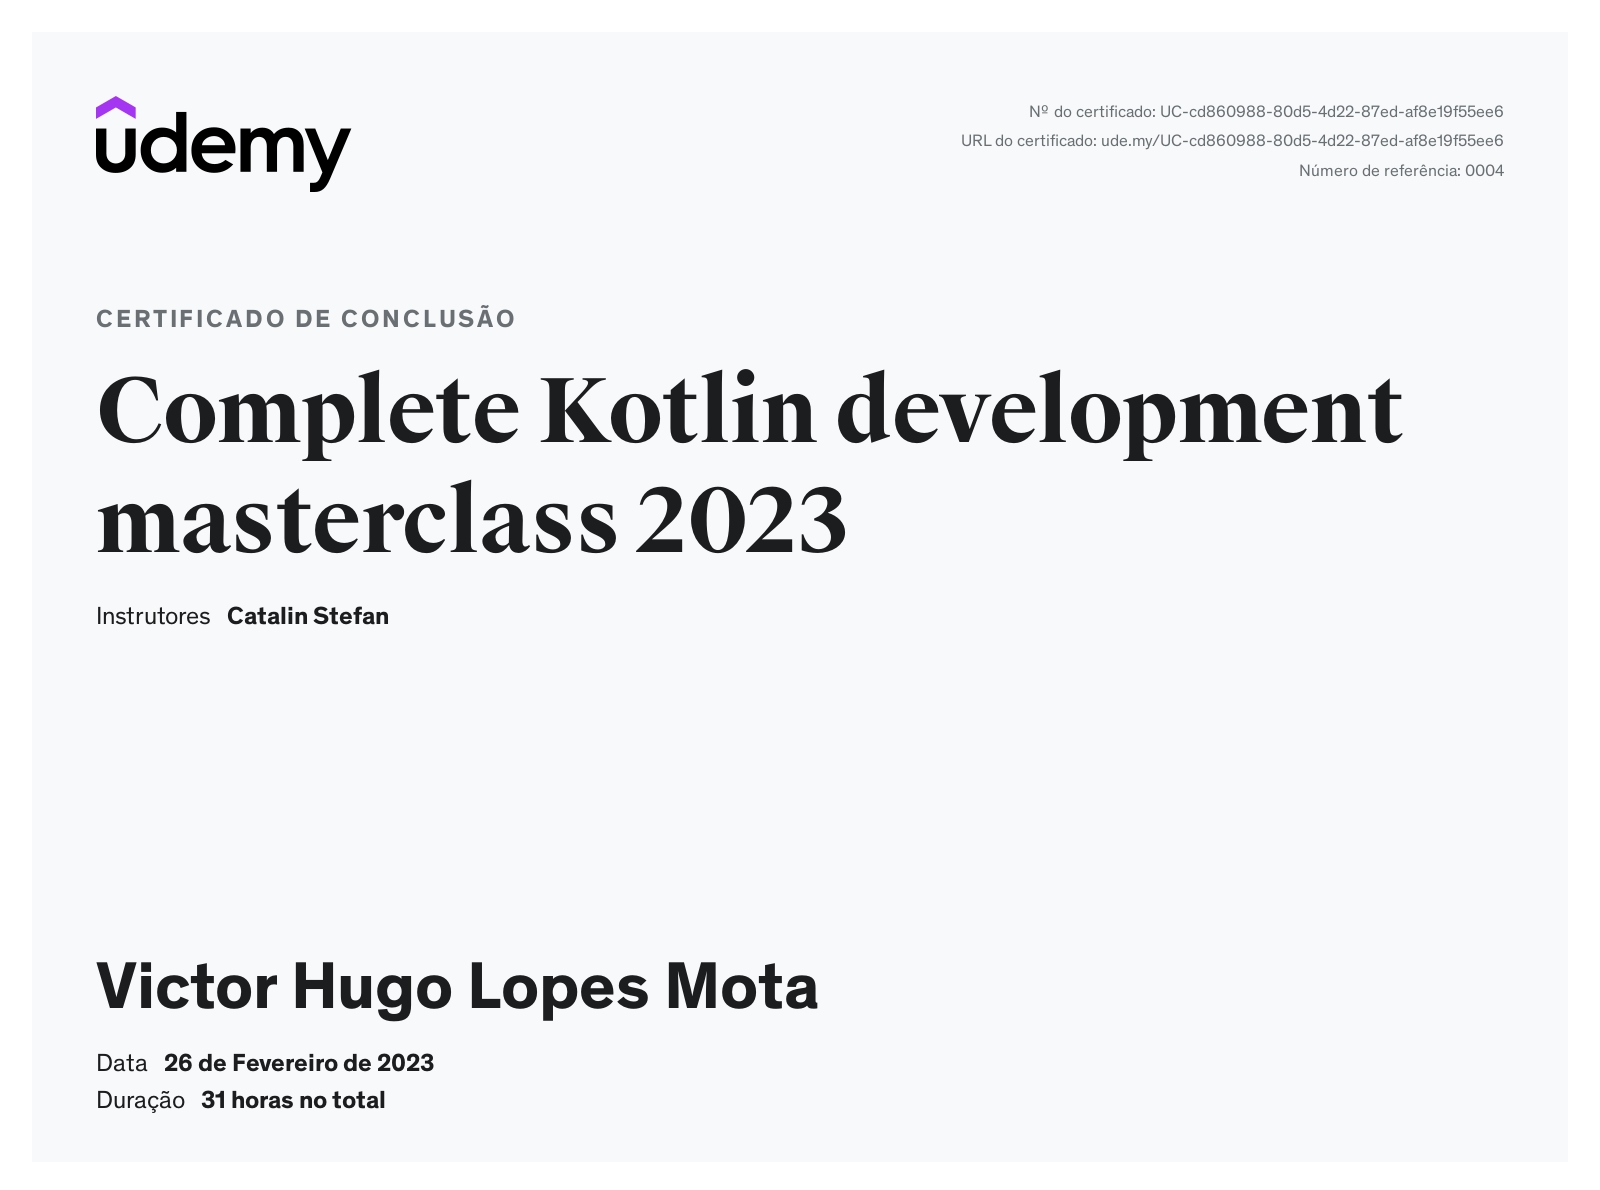 udemy
Nº do certificado: UC-cd860988-80d5-4d22-87ed-af8e19f55ee6
URL do certificado: ude.my/UC-cd860988-80d5-4d22-87ed-af8e19f55ee6
Número de referência: 0004
CERTIFICADO DE CONCLUSÃO
Complete Kotlin development
masterclass 2023
Instrutores Catalin Stefan
Victor Hugo Lopes Mota
Data 26 de Fevereiro de 2023
Duração 31 horas no total